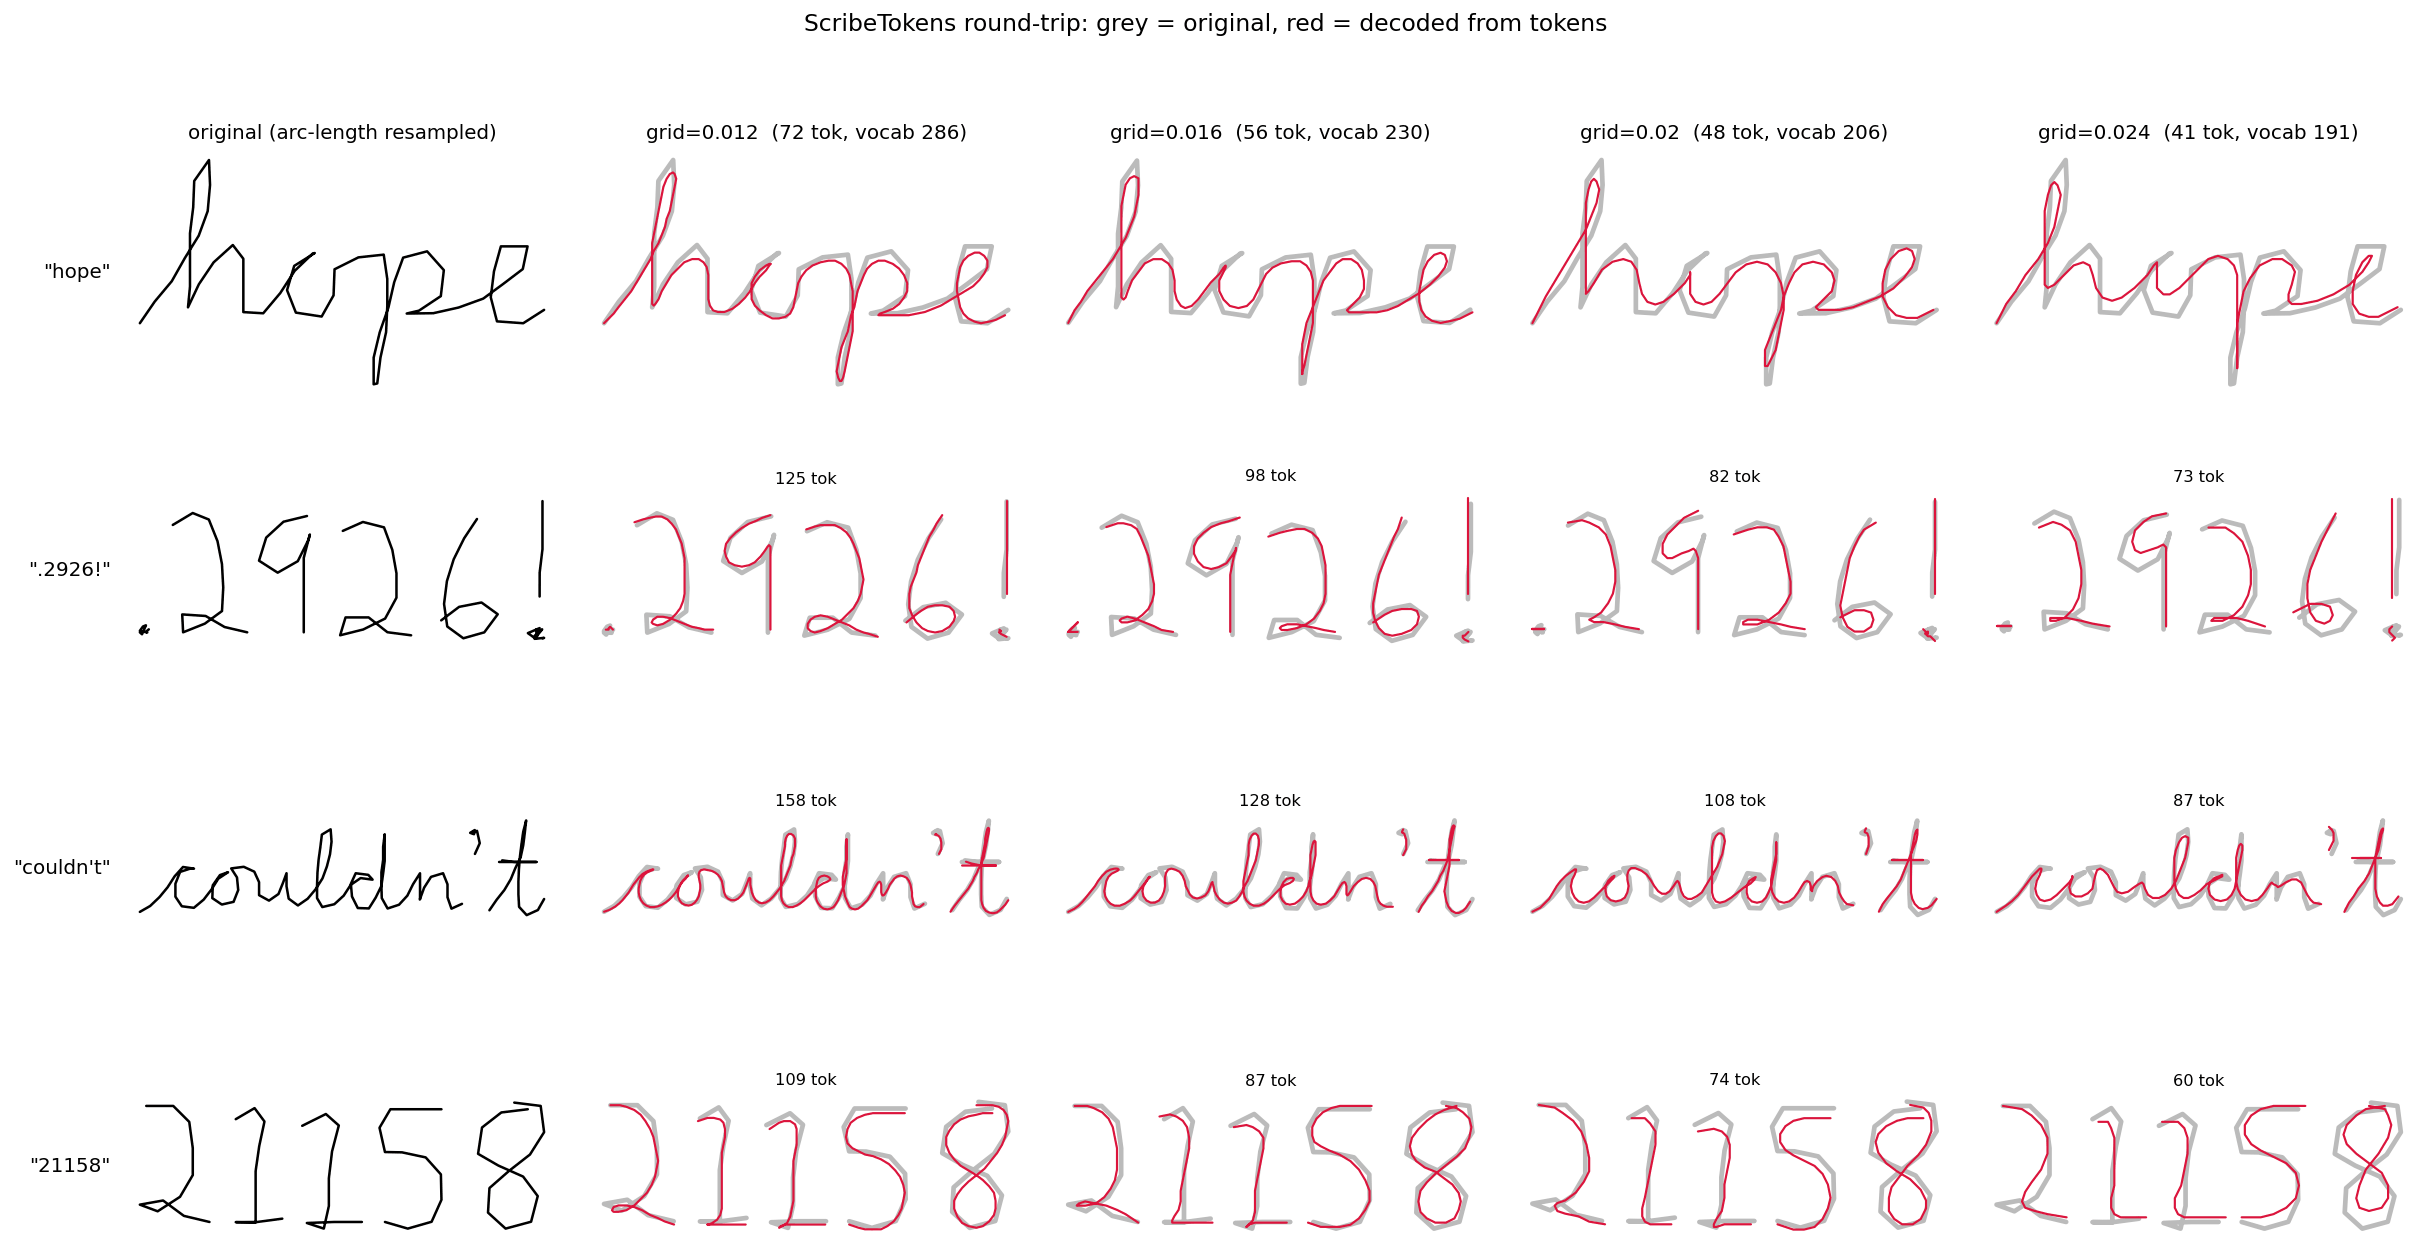 ScribeTokens round-trip: grey = original, red = decoded from tokens
original (arc-length resampled) grid=0.012 (72 tok, vocab 286) grid=0.016 (56 tok, vocab 230) grid=0.02 (48 tok, vocab 206) grid=0.024 (41 tok, vocab 191)
"hope" hope hope hope hope hope
125 tok 98 tok 82 tok 73 tok
".2926!" .2926! .2926! .2926! .2926! .2926!
158 tok 128 tok 108 tok 87 tok
"couldn't" couldn't couldn't couldn't couldn't couldn't
109 tok 87 tok 74 tok 60 tok
"21158" 21158 21158 21158 21158 21158